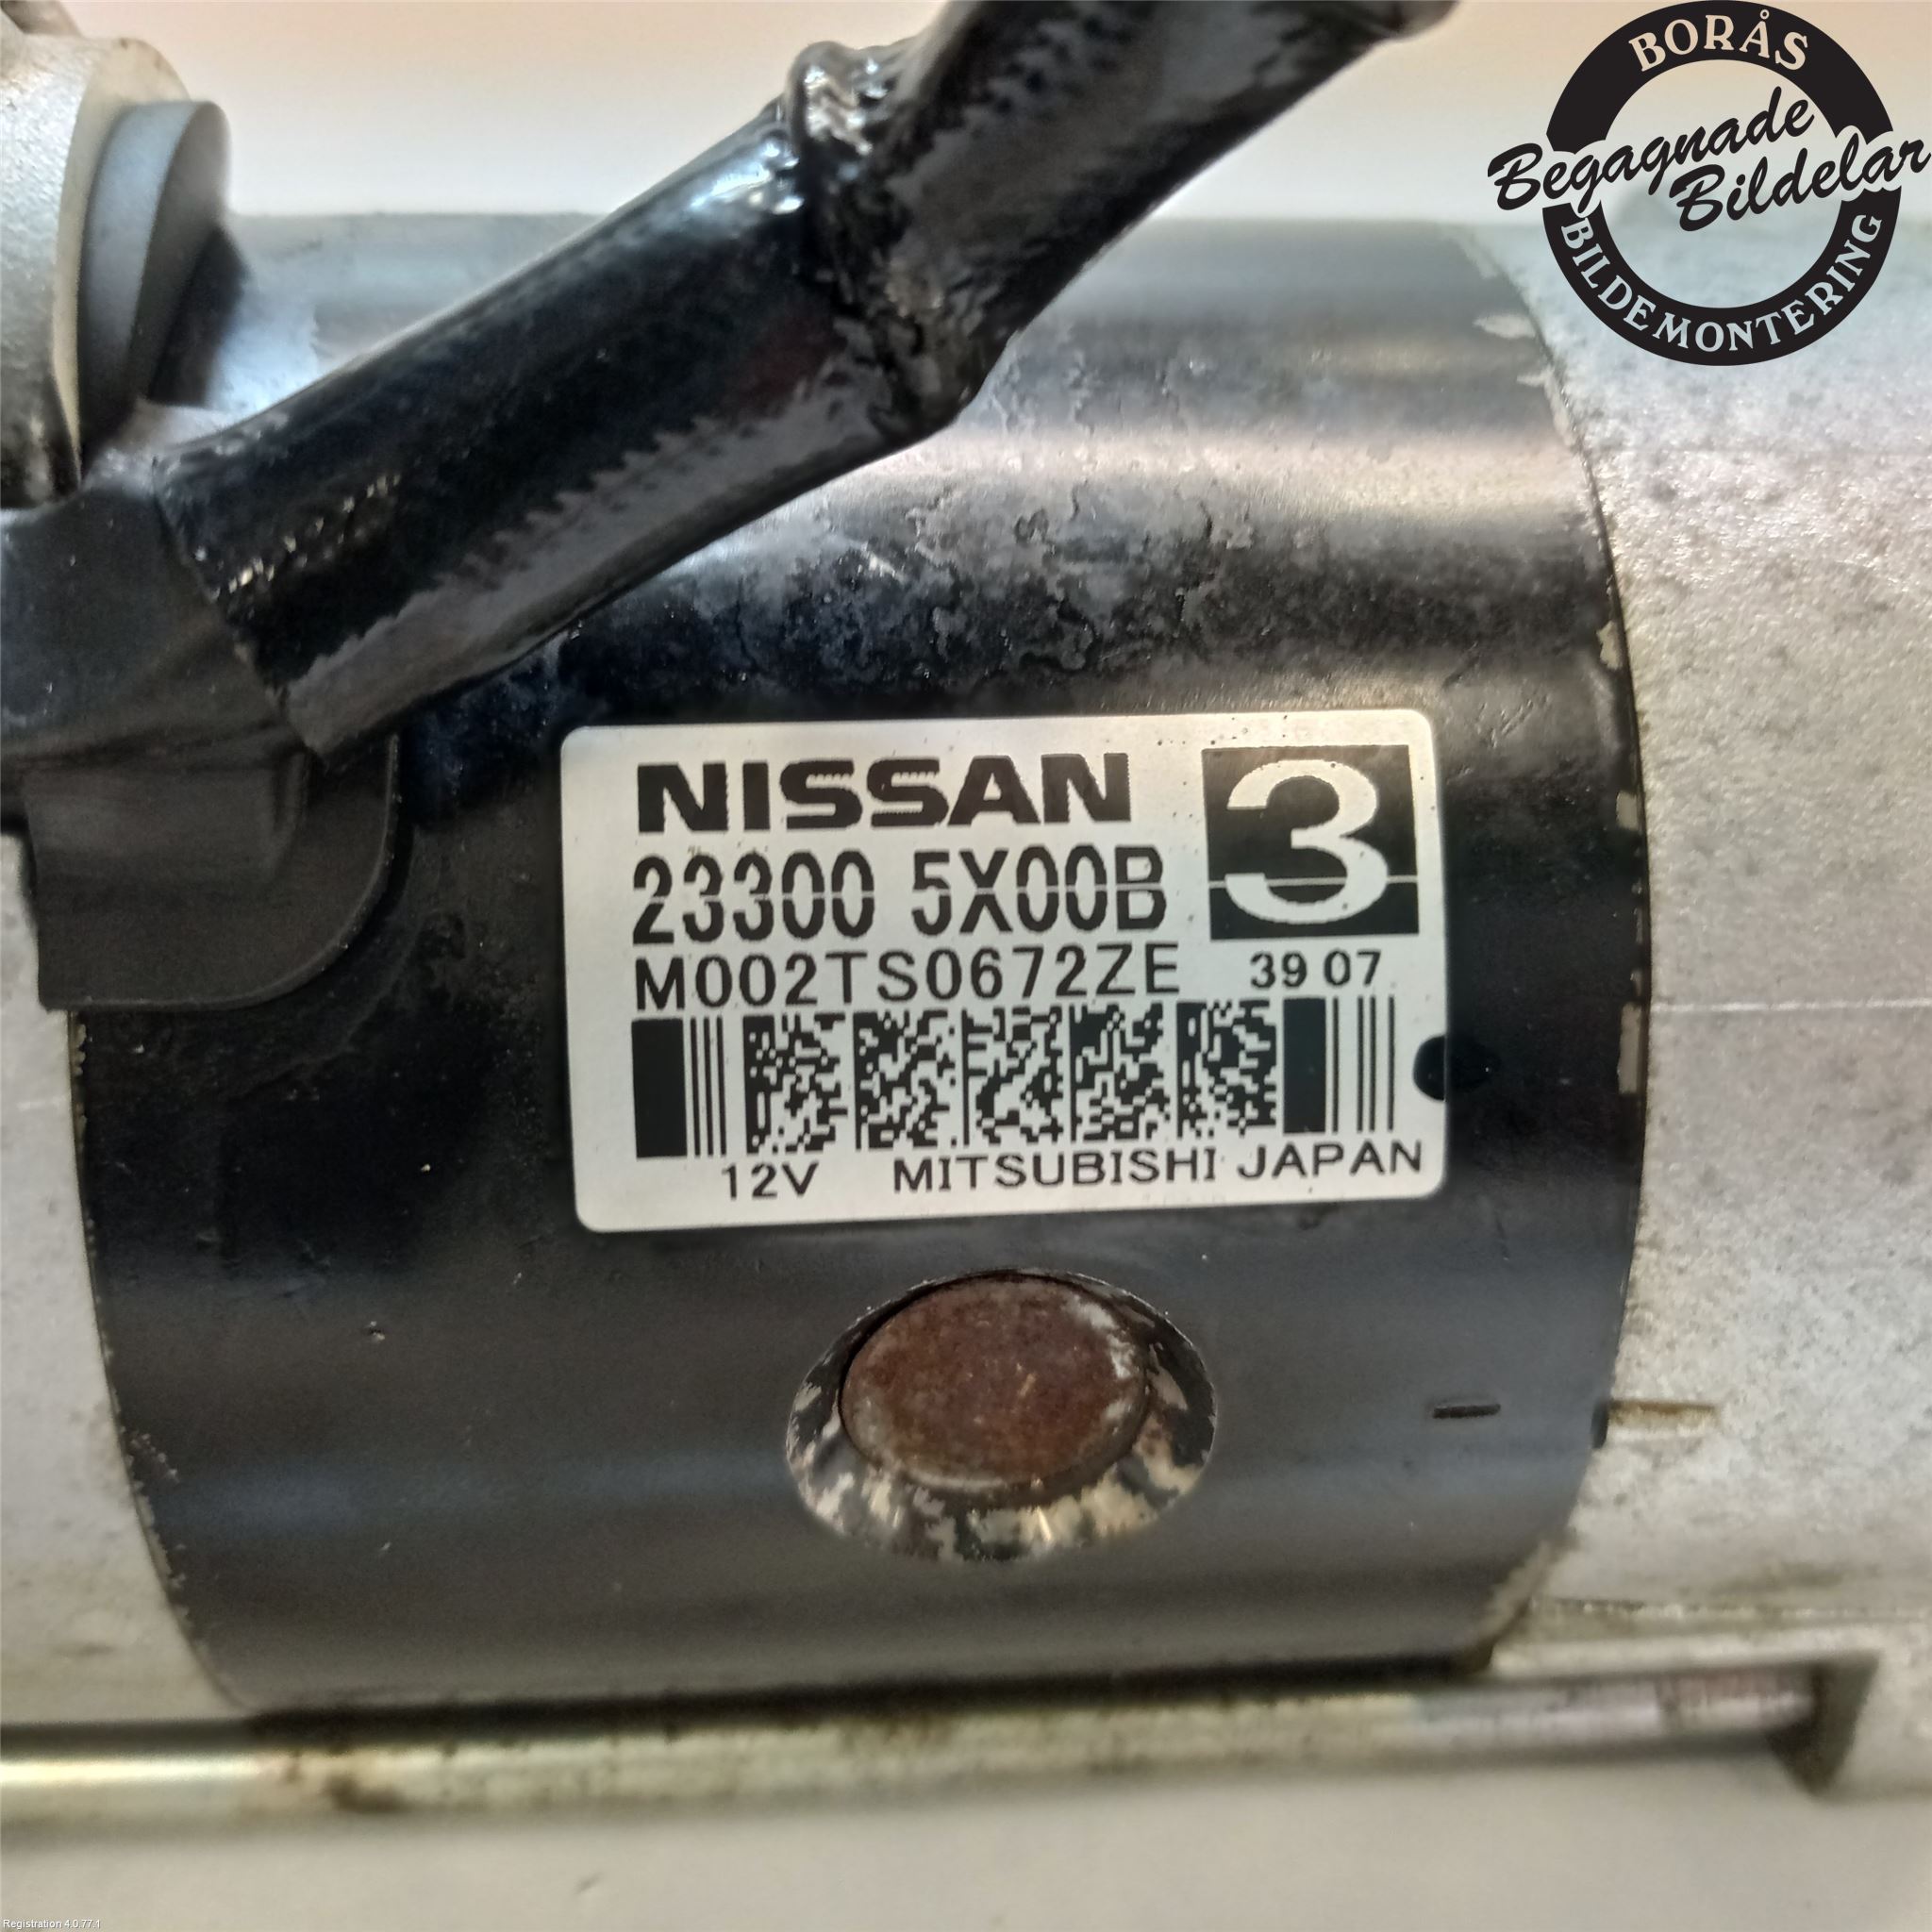 BORÅS
Begagnade
Bildelar
BILDEMONTERING
NISSAN
3
23300 5X00B
M002TS0672ZE 39 07
12V MITSUBISHI JAPAN
Registration 4.0.77.1